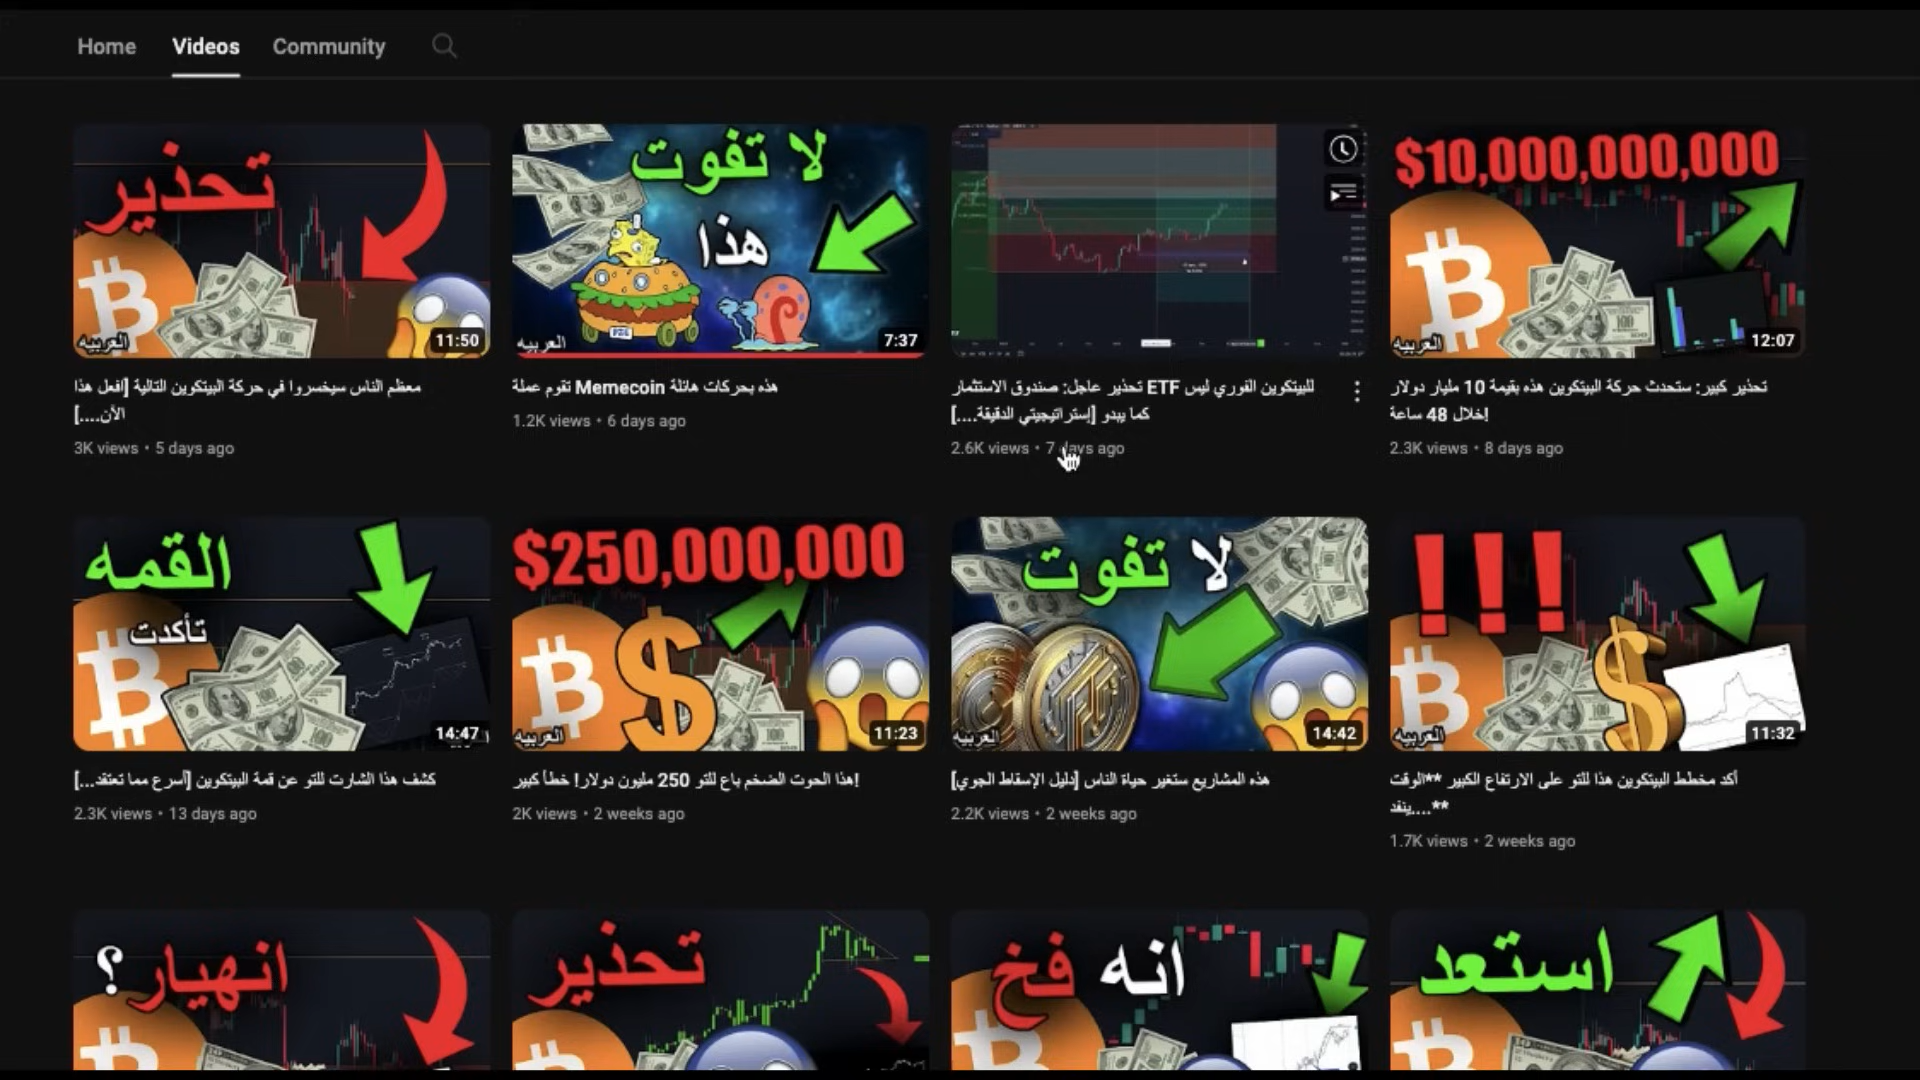 Home
Videos
Community
تحذير
العربيه
11:50
معظم الناس سيخسروا في حركة البيتكوين التالية [افعل هذا
الآن....]
3K views • 5 days ago
لا تفوت
هذا
العربيه
7:37
هذه بحركات هائلة Memecoin تقوم عملة
1.2K views • 6 days ago
للبيتكوين الفوري ليس ETF تحذير عاجل: صندوق الاستثمار
كما يبدو [إستراتيجيتي الدقيقة....]
2.6K views • 7 days ago
$10,000,000,000
العربيه
12:07
تحذير كبير: ستحدث حركة البيتكوين هذه بقيمة 10 مليار دولار
!خلال 48 ساعة
2.3K views • 8 days ago
القمه
تأكدت
14:47
كشف هذا الشارت للتو عن قمة البيتكوين [أسرع مما تعتقد...]
2.3K views • 13 days ago
$250,000,000
العربيه
11:23
!هذا الحوت الضخم باع للتو 250 مليون دولار! خطأ كبير
2K views • 2 weeks ago
لا تفوت
العربيه
14:42
هذه المشاريع ستغير حياة الناس [دليل الإسقاط الجوي]
2.2K views • 2 weeks ago
!!!
العربيه
11:32
أكد مخطط البيتكوين هذا للتو على الارتفاع الكبير **الوقت
**....ينفد
1.7K views • 2 weeks ago
انهيار ؟
تحذير
انه فخ
استعد